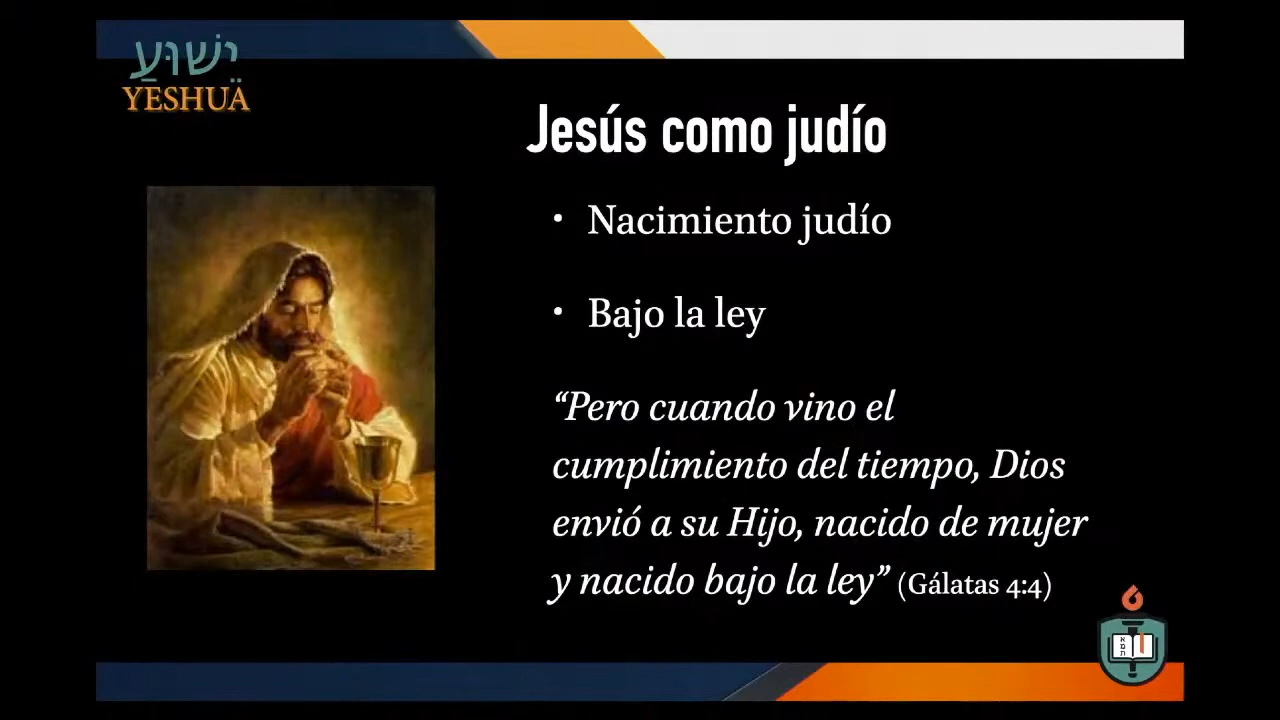 יֵשׁוּעַ
YESHUA
Jesús como judío
• Nacimiento judío
• Bajo la ley
“Pero cuando vino el
cumplimiento del tiempo, Dios
envió a su Hijo, nacido de mujer
y nacido bajo la ley” (Gálatas 4:4)
א
מ
ת